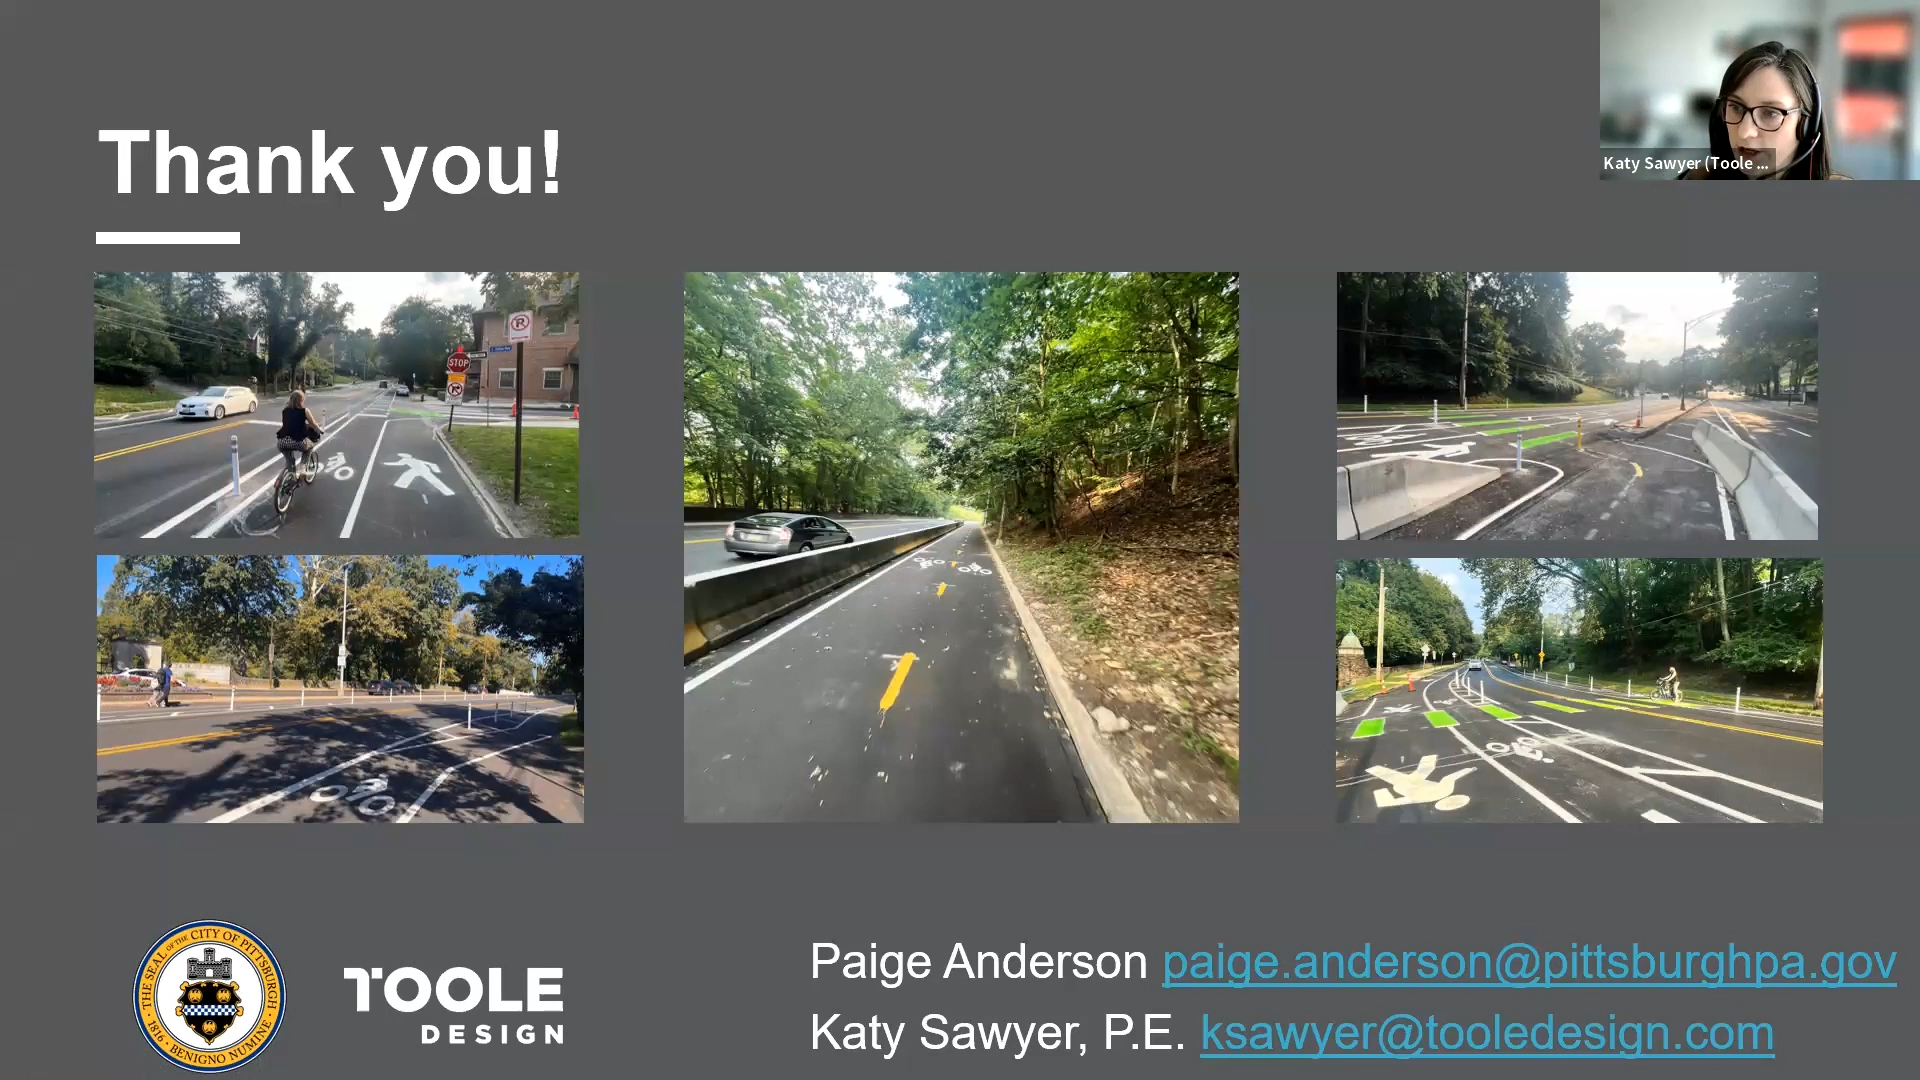 Thank you!
Katy Sawyer (Toole ...
STOP
THE SEAL OF THE CITY OF PITTSBURGH
· 1816 · BENIGNO NUMINE ·
TOOLE
DESIGN
Paige Anderson paige.anderson@pittsburghpa.gov
Katy Sawyer, P.E. ksawyer@tooledesign.com